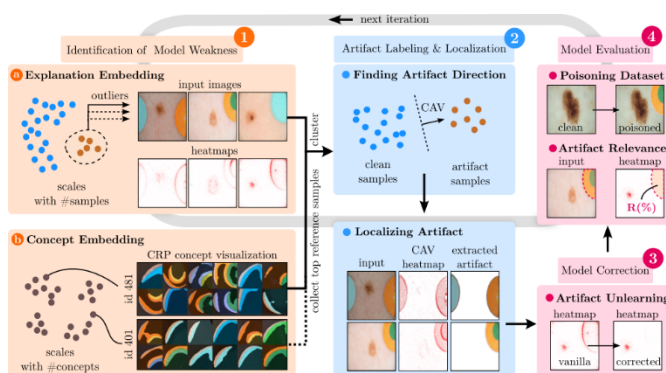 next iteration
1
Identification of Model Weakness
a Explanation Embedding
outliers
input images
heatmaps
scales
with #samples
b Concept Embedding
CRP concept visualization
id 481
id 401
scales
with #concepts
cluster
collect top reference samples
2
Artifact Labeling & Localization
Finding Artifact Direction
CAV
clean
samples
artifact
samples
Localizing Artifact
input
CAV
heatmap
extracted
artifact
4
Model Evaluation
Poisoning Dataset
clean
poisoned
Artifact Relevance
input
heatmap
R(%)
3
Model Correction
Artifact Unlearning
heatmap
heatmap
vanilla
corrected